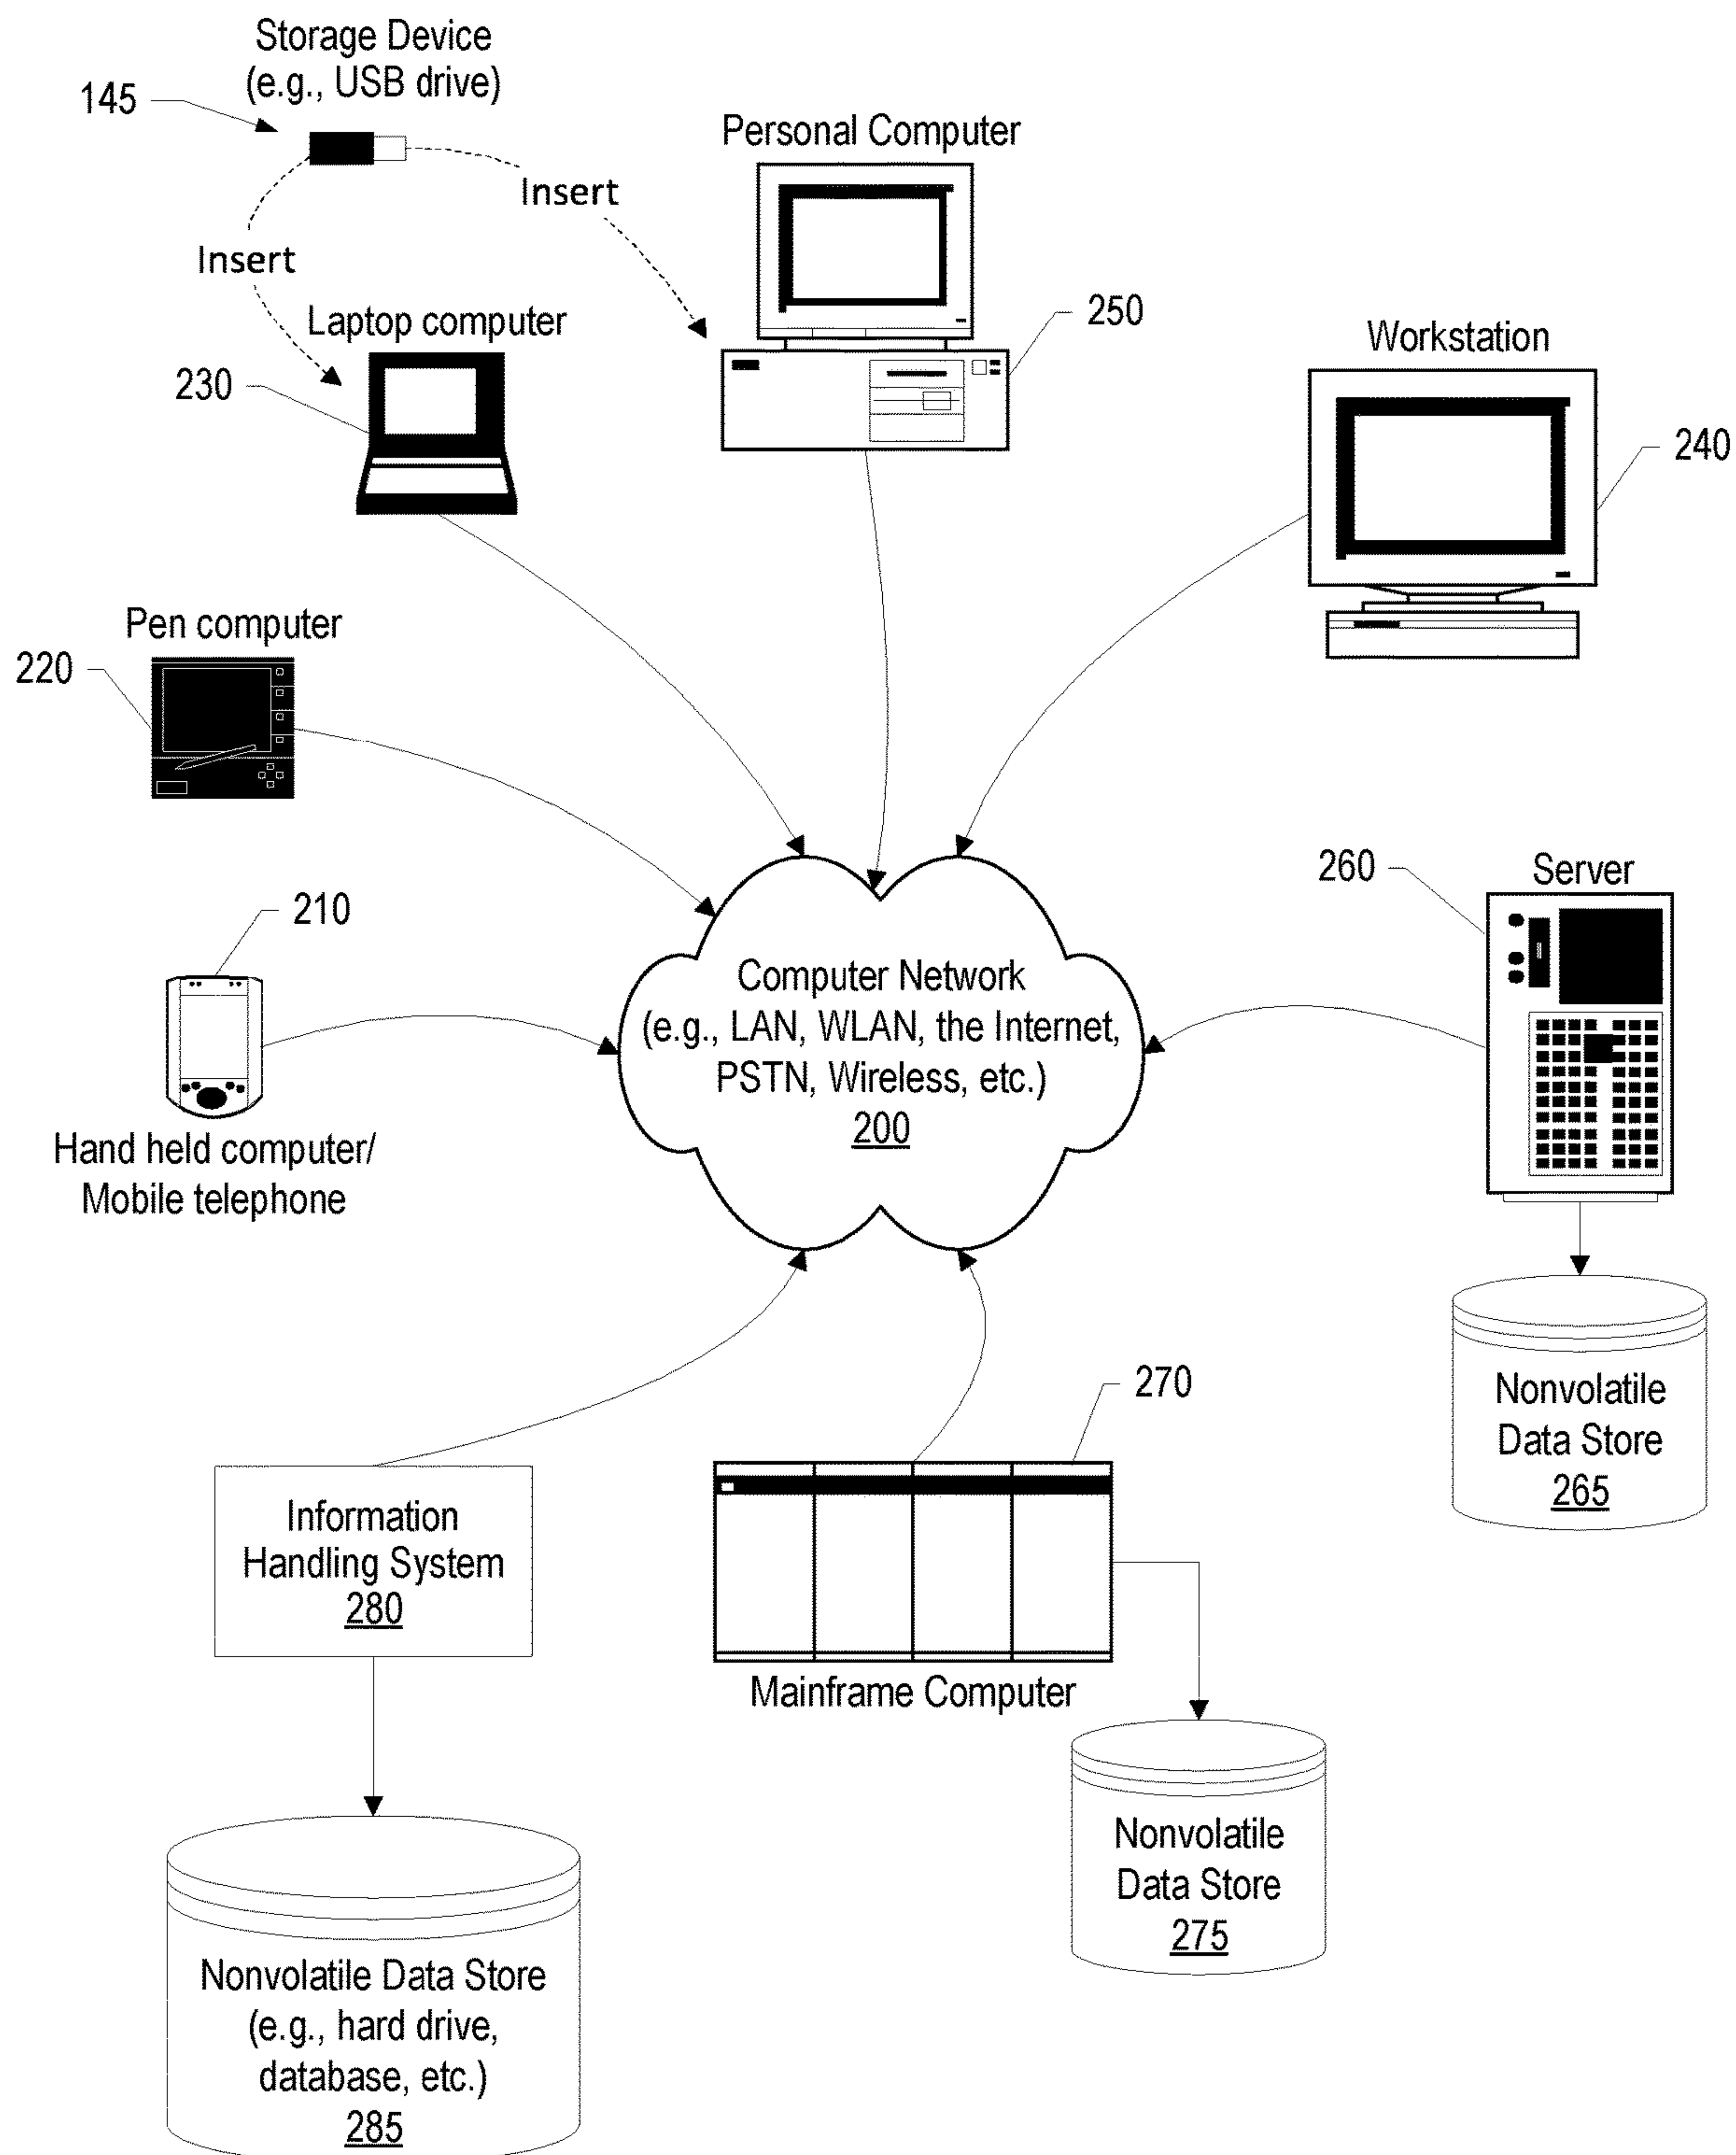 Storage Device
(e.g., USB drive)
145
Personal Computer
Insert
Insert
Laptop computer
250
Workstation
230
240
Pen computer
220
260
Server
210
Computer Network
(e.g., LAN, WLAN, the Internet,
PSTN, Wireless, etc.)
200
Hand held computer/
Mobile telephone
270
Nonvolatile
Data Store
265
Information
Handling System
280
Mainframe Computer
Nonvolatile
Data Store
275
Nonvolatile Data Store
(e.g., hard drive,
database, etc.)
285